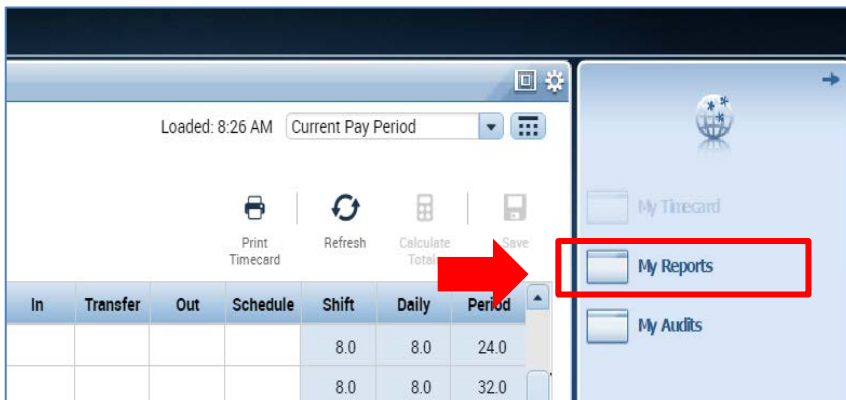 Loaded: 8:26 AM Current Pay Period
Print Timecard
Refresh
Calculate Totals
Save
My Timecard
My Reports
My Audits
In Transfer Out Schedule Shift Daily Period
8.0 8.0 24.0
8.0 8.0 32.0